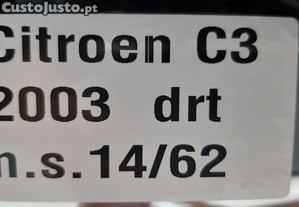 CustoJusto.pt
Citroen C3
2003 drt
n.s.14/62